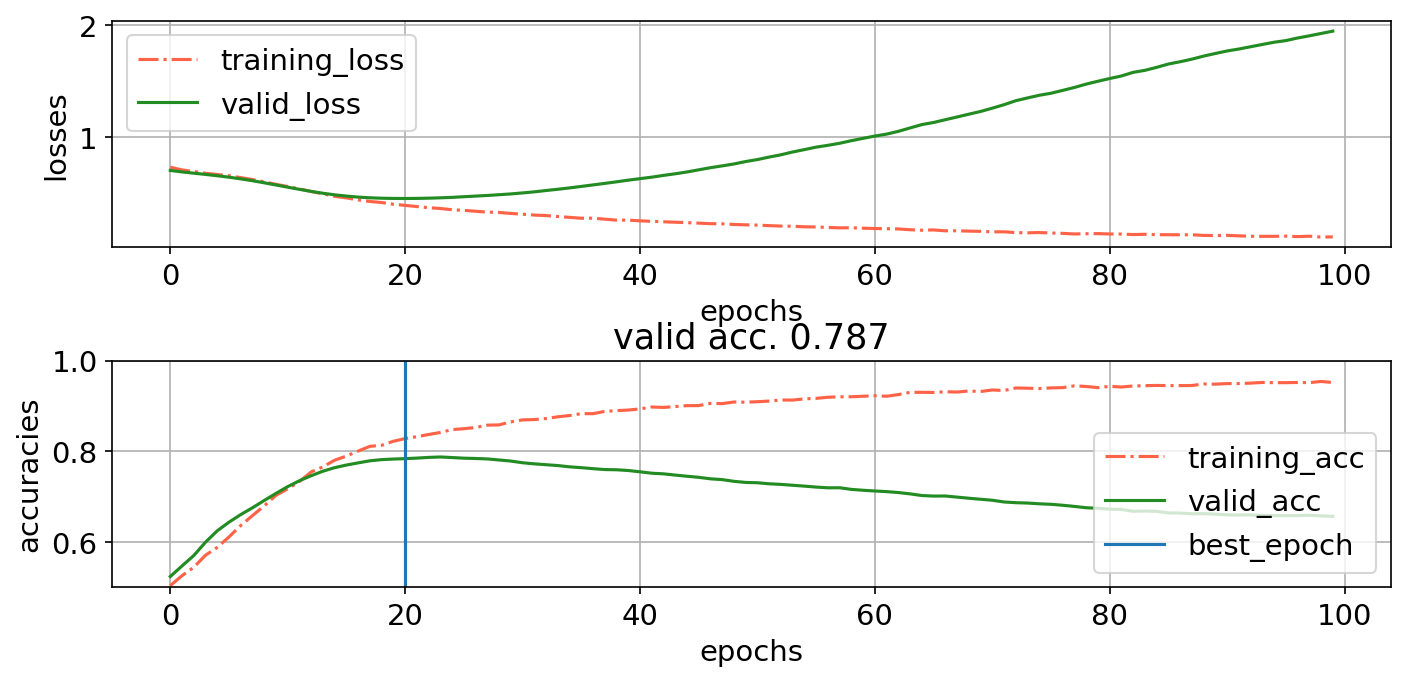 2
1
losses
training_loss
valid_loss
0 20 40 60 80 100
epochs
valid acc. 0.787
1.0
0.8
0.6
accuracies
training_acc
valid_acc
best_epoch
0 20 40 60 80 100
epochs